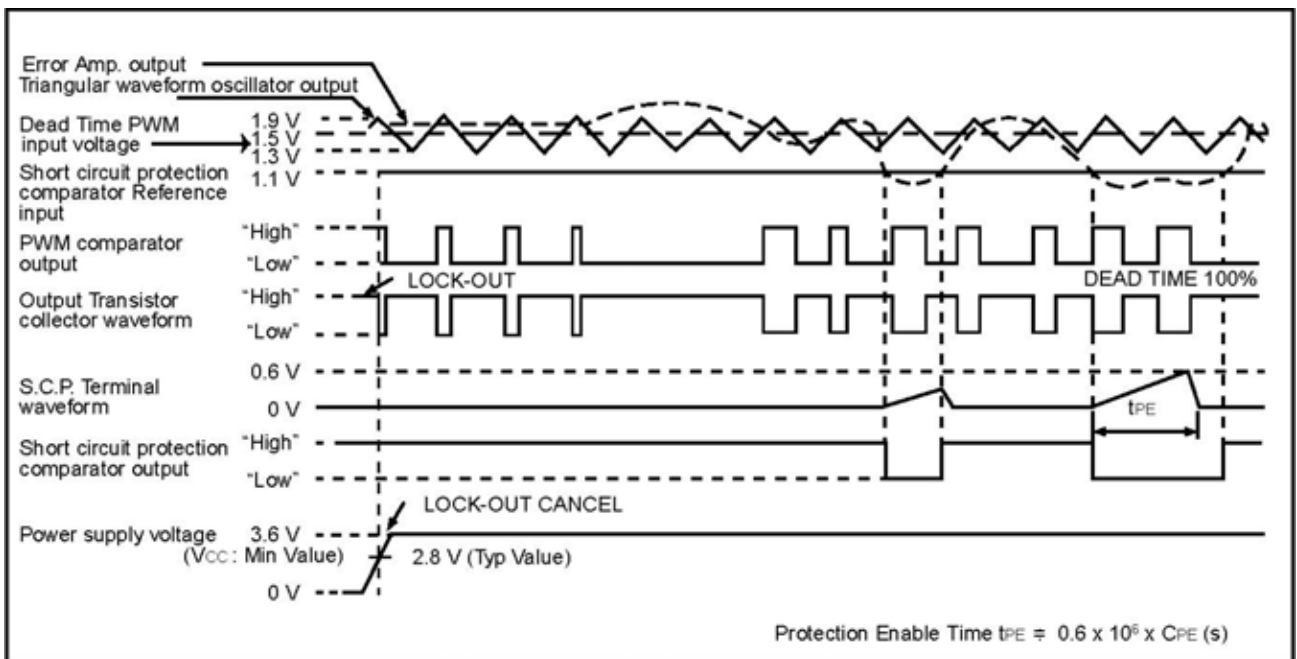 Error Amp. output
Triangular waveform oscillator output
Dead Time PWM
input voltage
1.9 V
1.5 V
1.3 V
Short circuit protection
comparator Reference
input
1.1 V
PWM comparator
output
"High"
"Low"
LOCK-OUT
DEAD TIME 100%
Output Transistor
collector waveform
"High"
"Low"
S.C.P. Terminal
waveform
0.6 V
0 V
tPE
Short circuit protection
comparator output
"High"
"Low"
LOCK-OUT CANCEL
Power supply voltage
(VCC : Min Value)
3.6 V
2.8 V (Typ Value)
0 V
Protection Enable Time tPE ≒ 0.6 x 10⁶ x CPE (s)